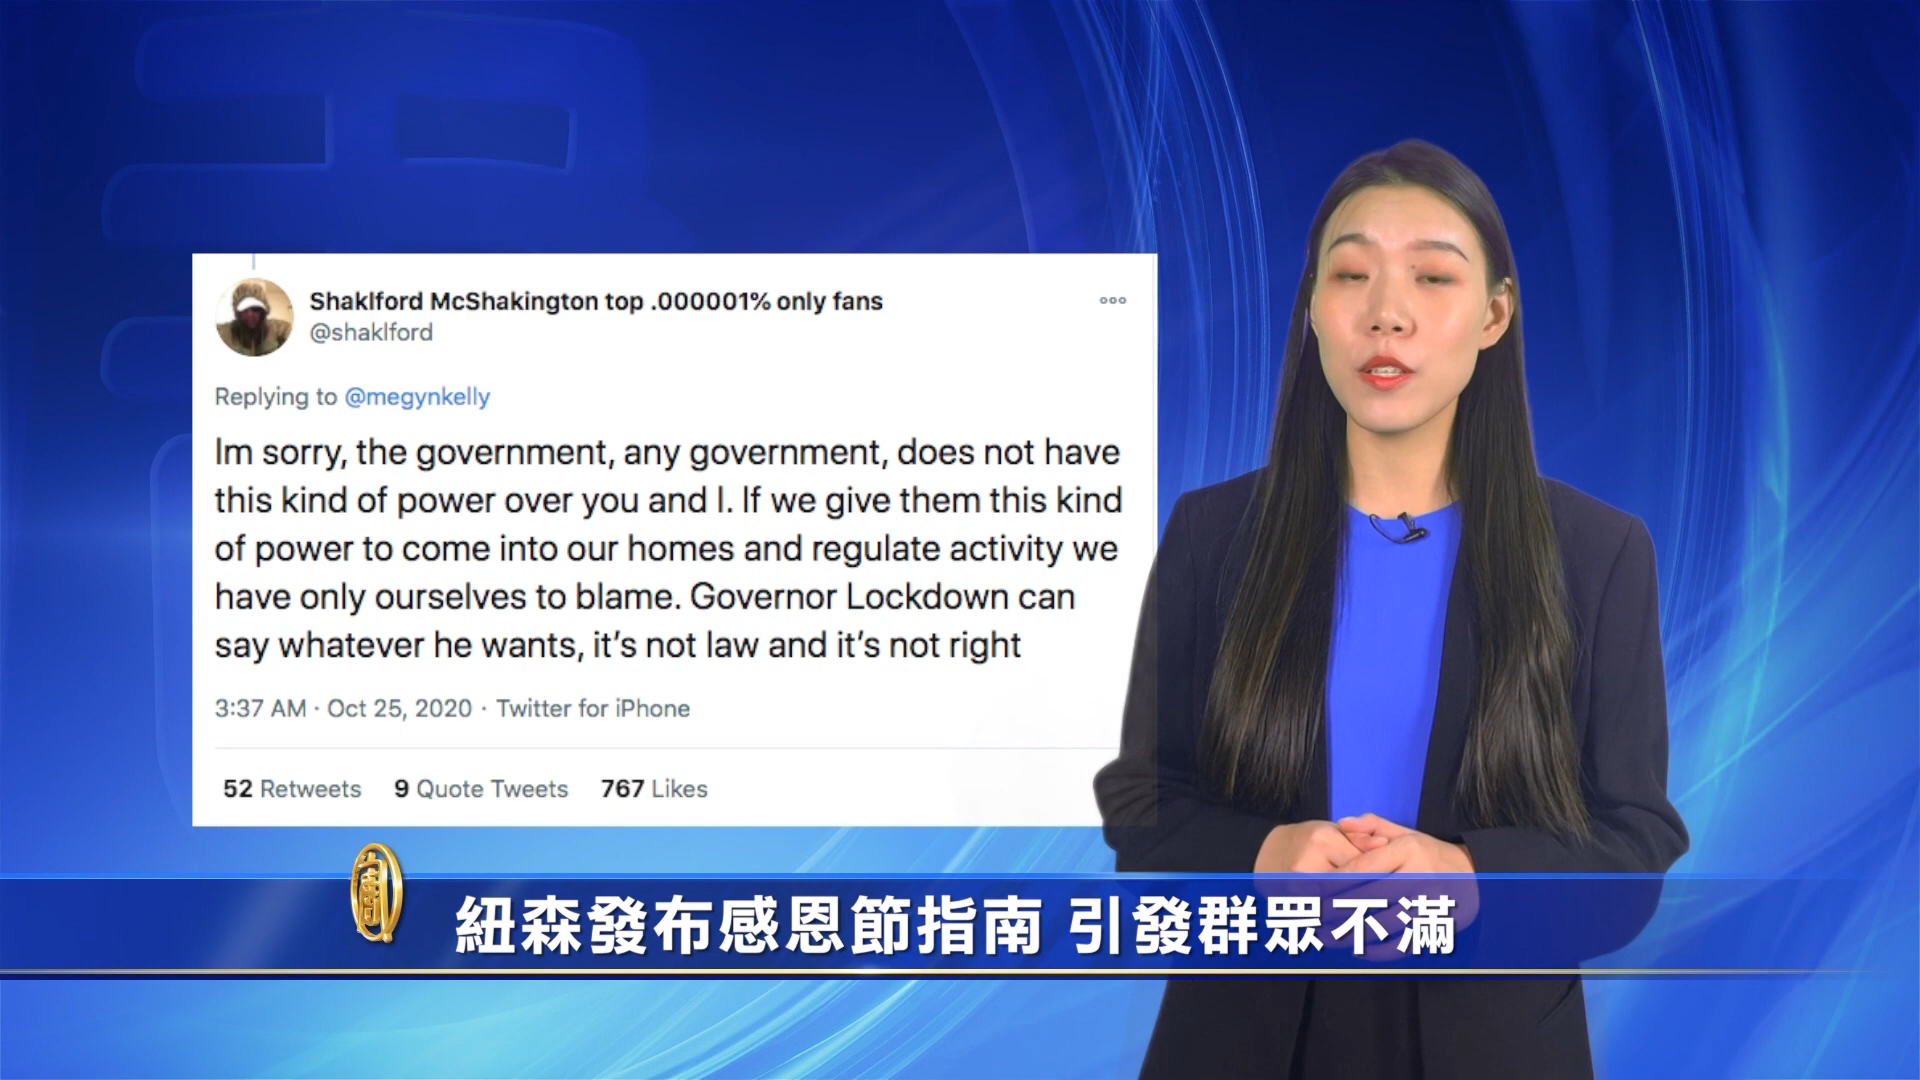 Shaklford McShakington top .000001% only fans
@shaklford
Replying to @megynkelly
Im sorry, the government, any government, does not have
this kind of power over you and I. If we give them this kind
of power to come into our homes and regulate activity we
have only ourselves to blame. Governor Lockdown can
say whatever he wants, it’s not law and it’s not right
3:37 AM · Oct 25, 2020 · Twitter for iPhone
52 Retweets 9 Quote Tweets 767 Likes
紐森發布感恩節指南 引發群眾不滿